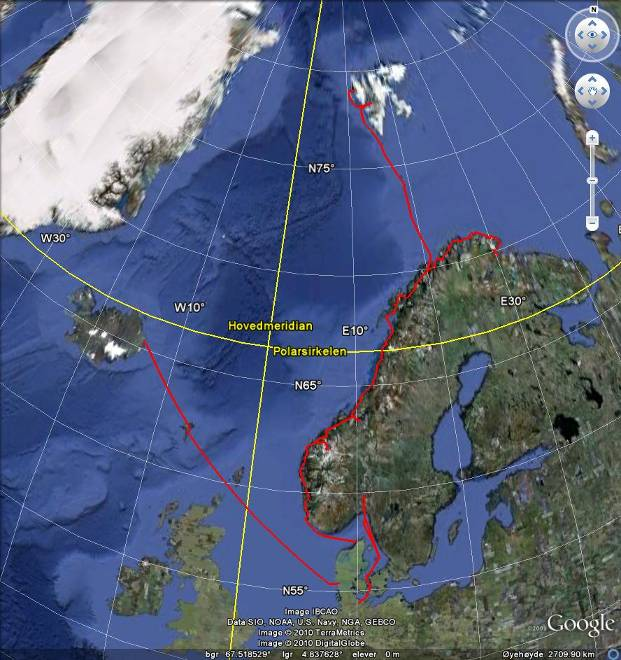 N
N75°
W30°
W10°
E30°
Hovedmeridian
E10°
Polarsirkelen
N65°
N55°
Image IBCAO
Data SIO, NOAA, U.S. Navy, NGA, GEBCO
Image © 2010 TerraMetrics
Image © 2010 DigitalGlobe
©2009 Google
bgr 67.518529° lgr 4.837628° elever 0 m
Øyehøyde 2709.90 km